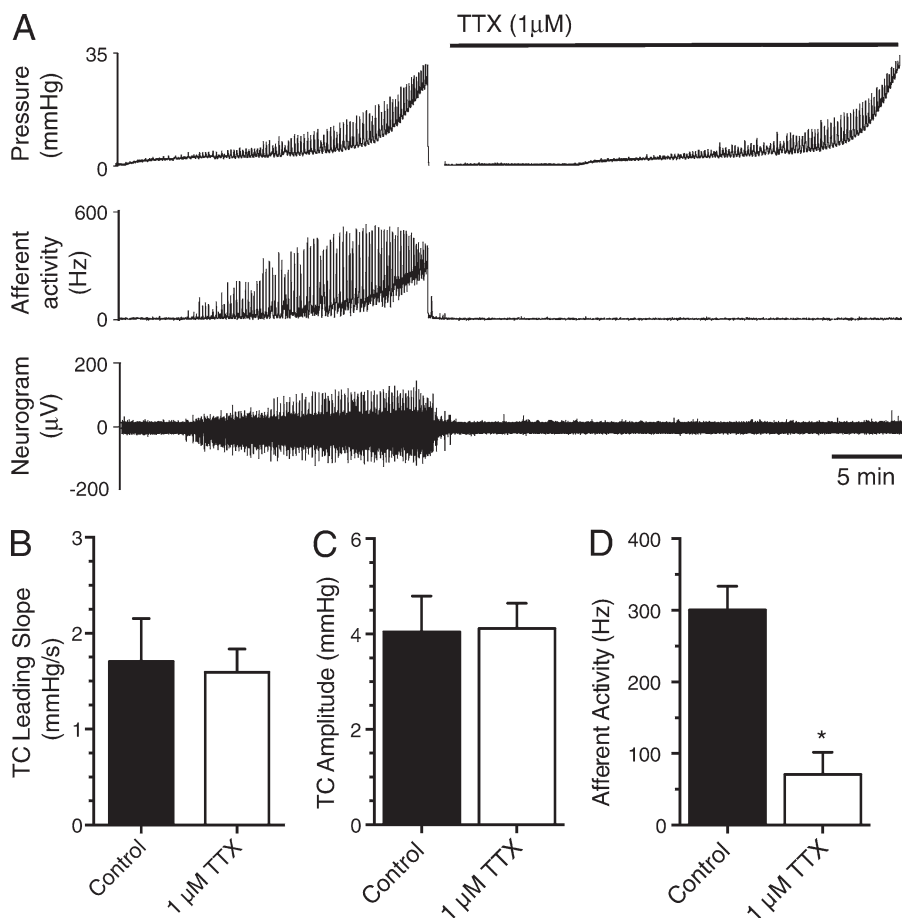 A
TTX (1μM)
Pressure
(mmHg)
35
0
Afferent
activity
(Hz)
600
0
Neurogram
(μV)
200
0
-200
5 min
B
TC Leading Slope
(mmHg/s)
3
2
1
0
Control
1 μM TTX
C
TC Amplitude (mmHg)
6
4
2
0
Control
1 μM TTX
D
Afferent Activity (Hz)
400
300
200
100
0
*
Control
1 μM TTX